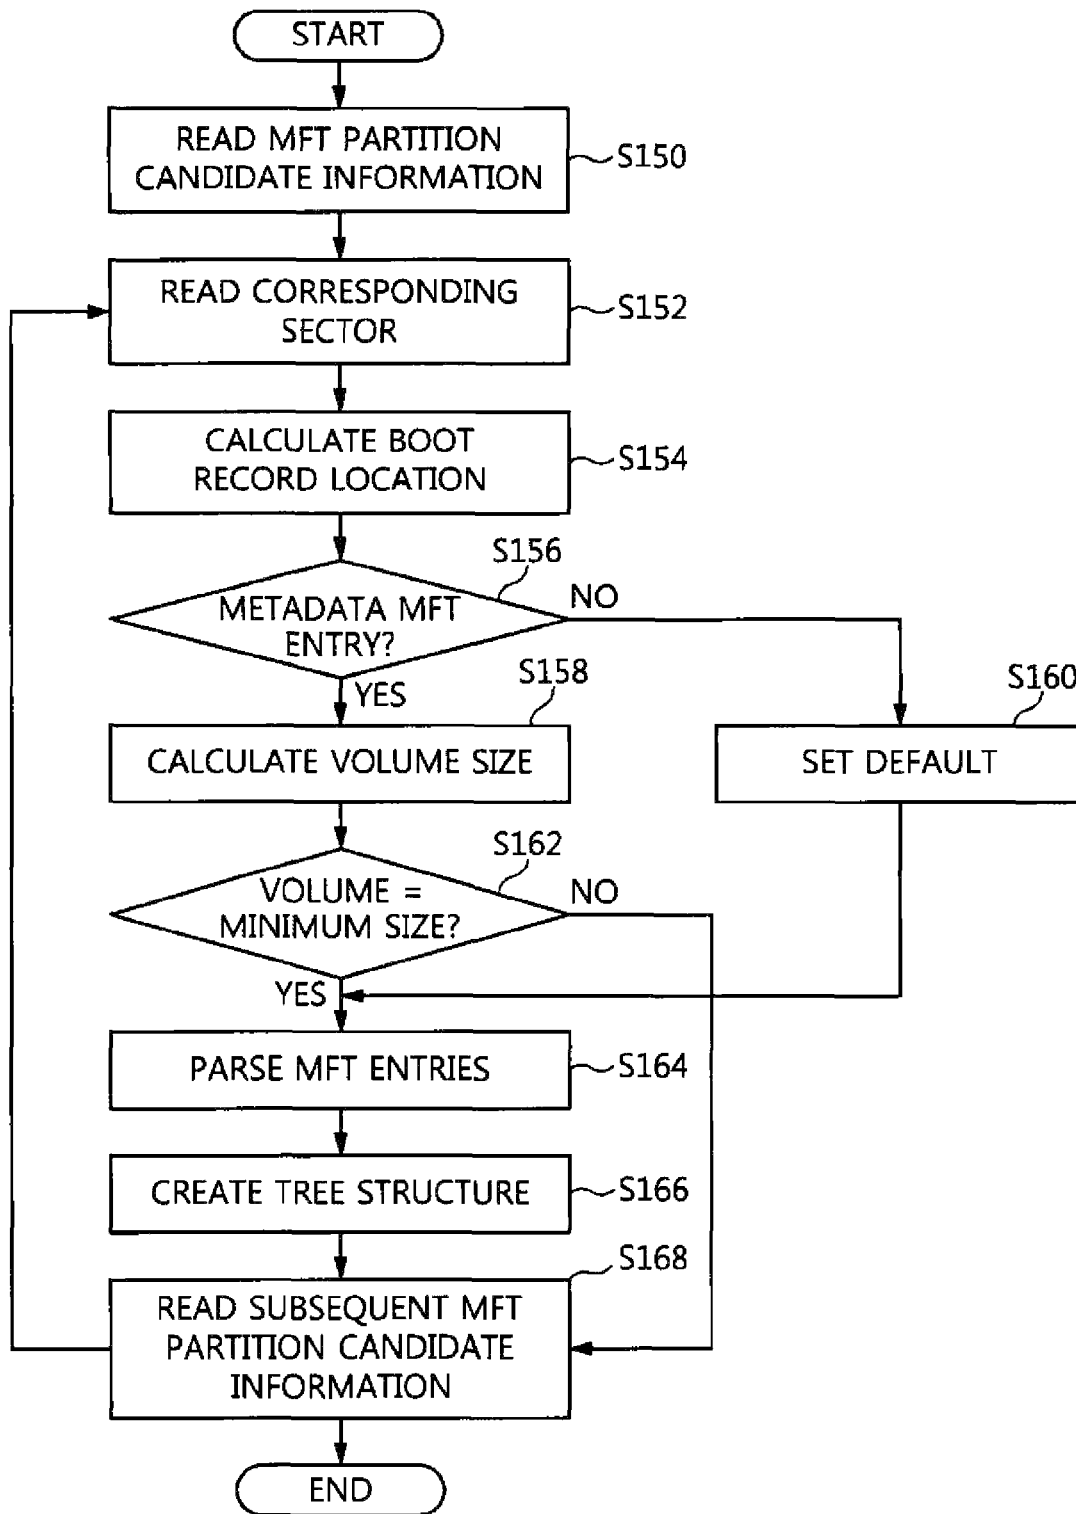 START
READ MFT PARTITION
CANDIDATE INFORMATION
S150
READ CORRESPONDING
SECTOR
S152
CALCULATE BOOT
RECORD LOCATION
S154
S156
METADATA MFT
ENTRY?
NO
YES
S158
CALCULATE VOLUME SIZE
S160
SET DEFAULT
S162
VOLUME =
MINIMUM SIZE?
NO
YES
PARSE MFT ENTRIES
S164
CREATE TREE STRUCTURE
S166
S168
READ SUBSEQUENT MFT
PARTITION CANDIDATE
INFORMATION
END